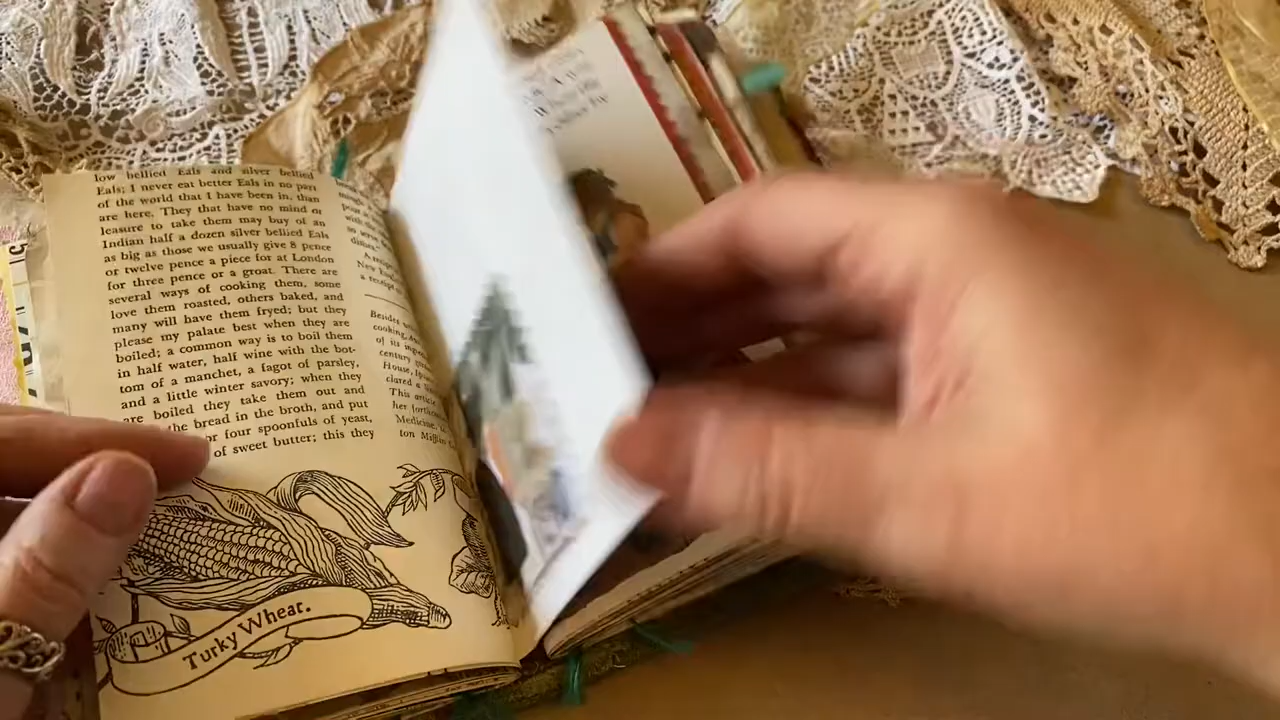 low bellied Eals and silver bellied
Eals; I never eat better Eals in no part
of the world that I have been in, than
are here. They that have no mind or
leasure to take them may buy of an
Indian half a dozen silver bellied Eals
as big as those we usually give 8 pence
or twelve pence a piece for at London
for three pence or a groat. There are
several ways of cooking them, some
love them roasted, others baked, and
many will have them fryed; but they
please my palate best when they are
boiled; a common way is to boil them
in half water, half wine with the bot-
tom of a manchet, a fagot of parsley,
and a little winter savory; when they
are boiled they take them out and
the bread in the broth, and put
or four spoonfuls of yeast,
of sweet butter; this they
Besides
cooking,
of its
century
House,
clared a
This article
her forthco
Medicine,
ton Mifflin
Turky Wheat.